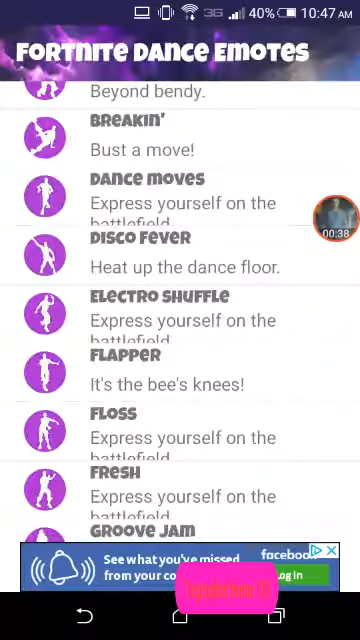 3G 40% 10:47 AM
Fortnite Dance Emotes
Beyond bendy.
Breakin'
Bust a move!
Dance moves
Express yourself on the
battlefield
00:38
Disco Fever
Heat up the dance floor.
Electro Shuffle
Express yourself on the
battlefield
Flapper
It's the bee's knees!
Floss
Express yourself on the
battlefield
Fresh
Express yourself on the
battlefield
Groove Jam
See what you've missed
from your co
facebook
Log In